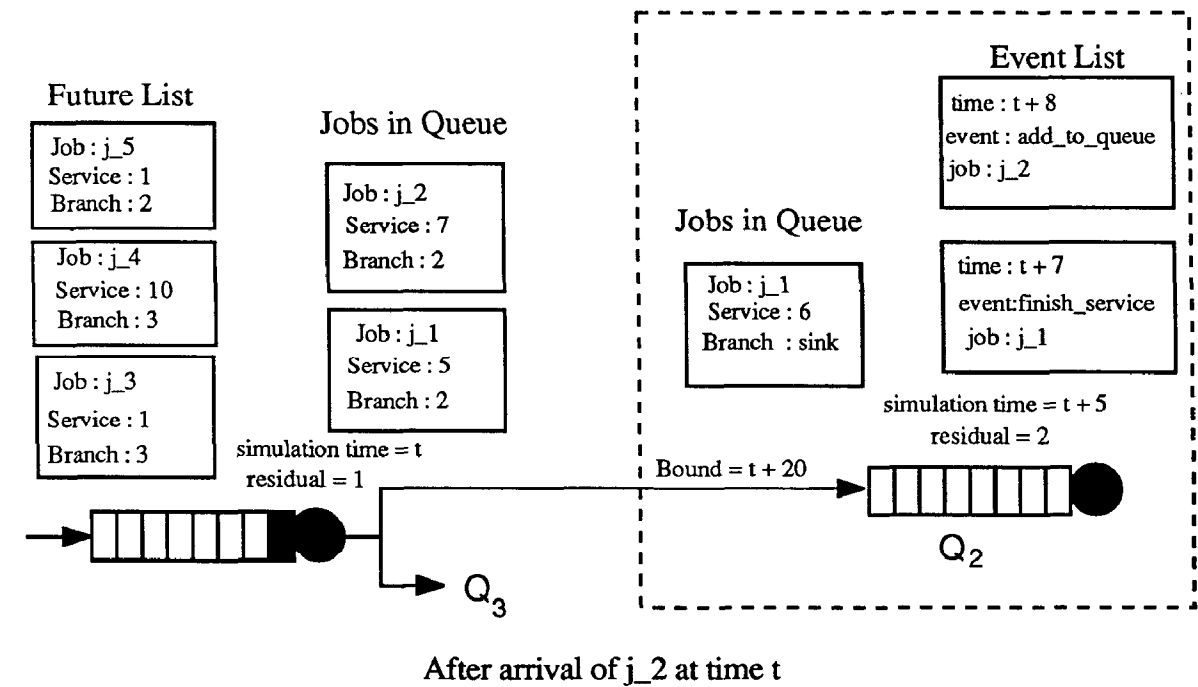 Future List
Job : j_5
Service : 1
Branch : 2
Job : j_4
Service : 10
Branch : 3
Job : j_3
Service : 1
Branch : 3
Jobs in Queue
Job : j_2
Service : 7
Branch : 2
Job : j_1
Service : 5
Branch : 2
simulation time = t
residual = 1
Q3
Bound = t + 20
Jobs in Queue
Job : j_1
Service : 6
Branch : sink
Event List
time : t + 8
event : add_to_queue
job : j_2
time : t + 7
event:finish_service
job : j_1
simulation time = t + 5
residual = 2
Q2
After arrival of j_2 at time t